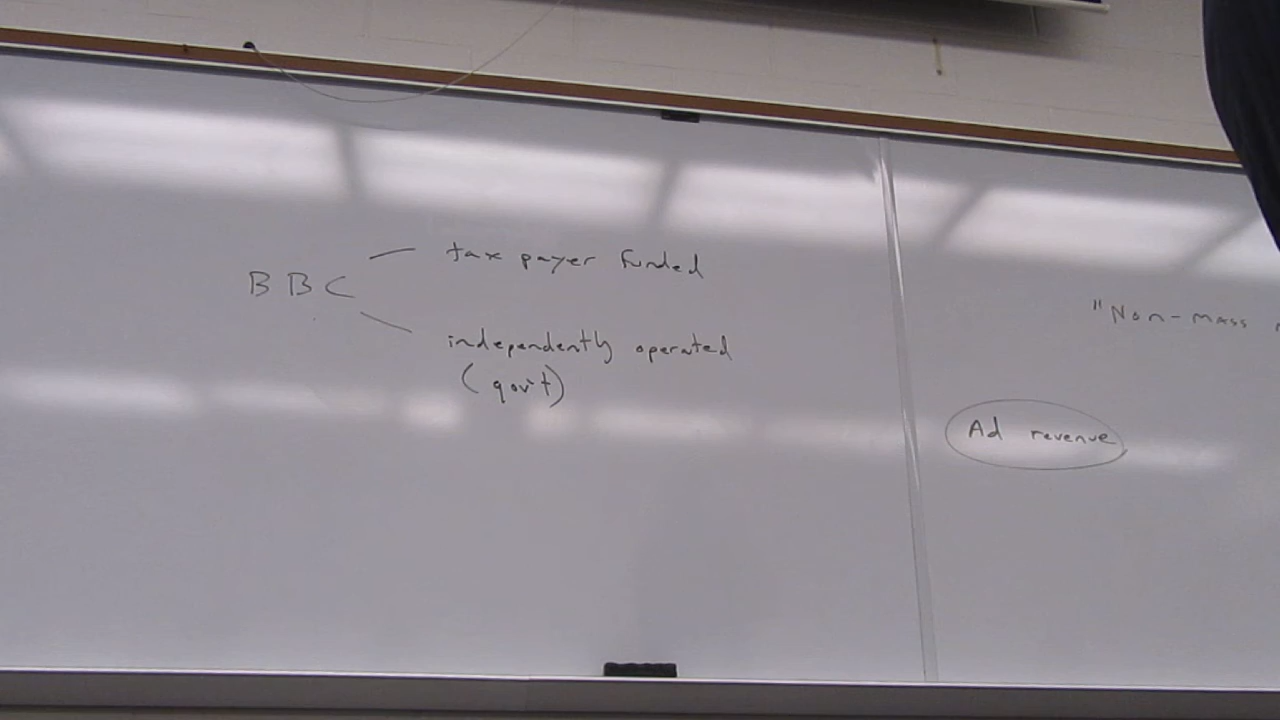 BBC
tax payer funded
independently operated
(gov't)
"Non-mass
Ad revenue